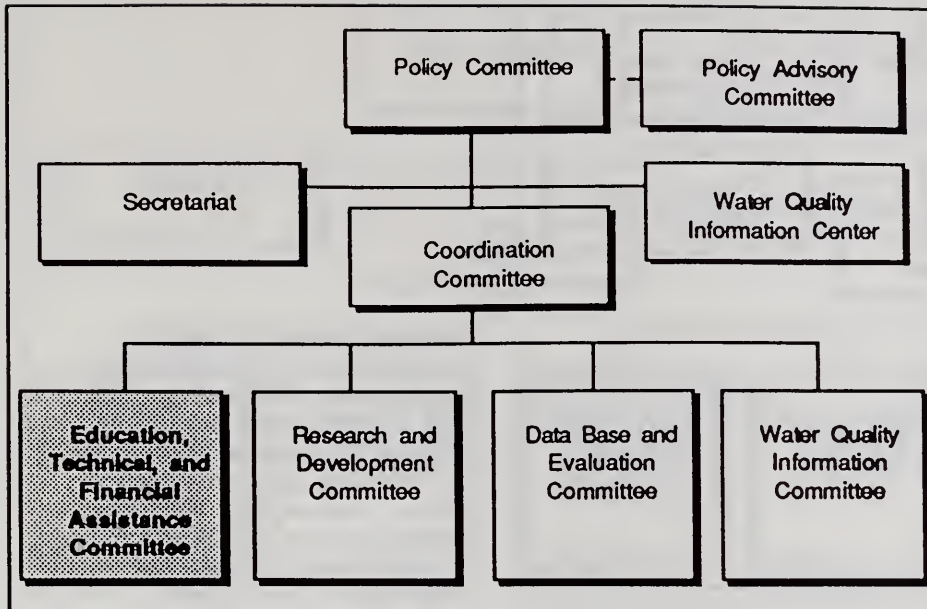 Policy Committee
Policy Advisory
Committee
Secretariat
Water Quality
Information Center
Coordination
Committee
Education,
Technical, and
Financial
Assistance
Committee
Research and
Development
Committee
Data Base and
Evaluation
Committee
Water Quality
Information
Committee